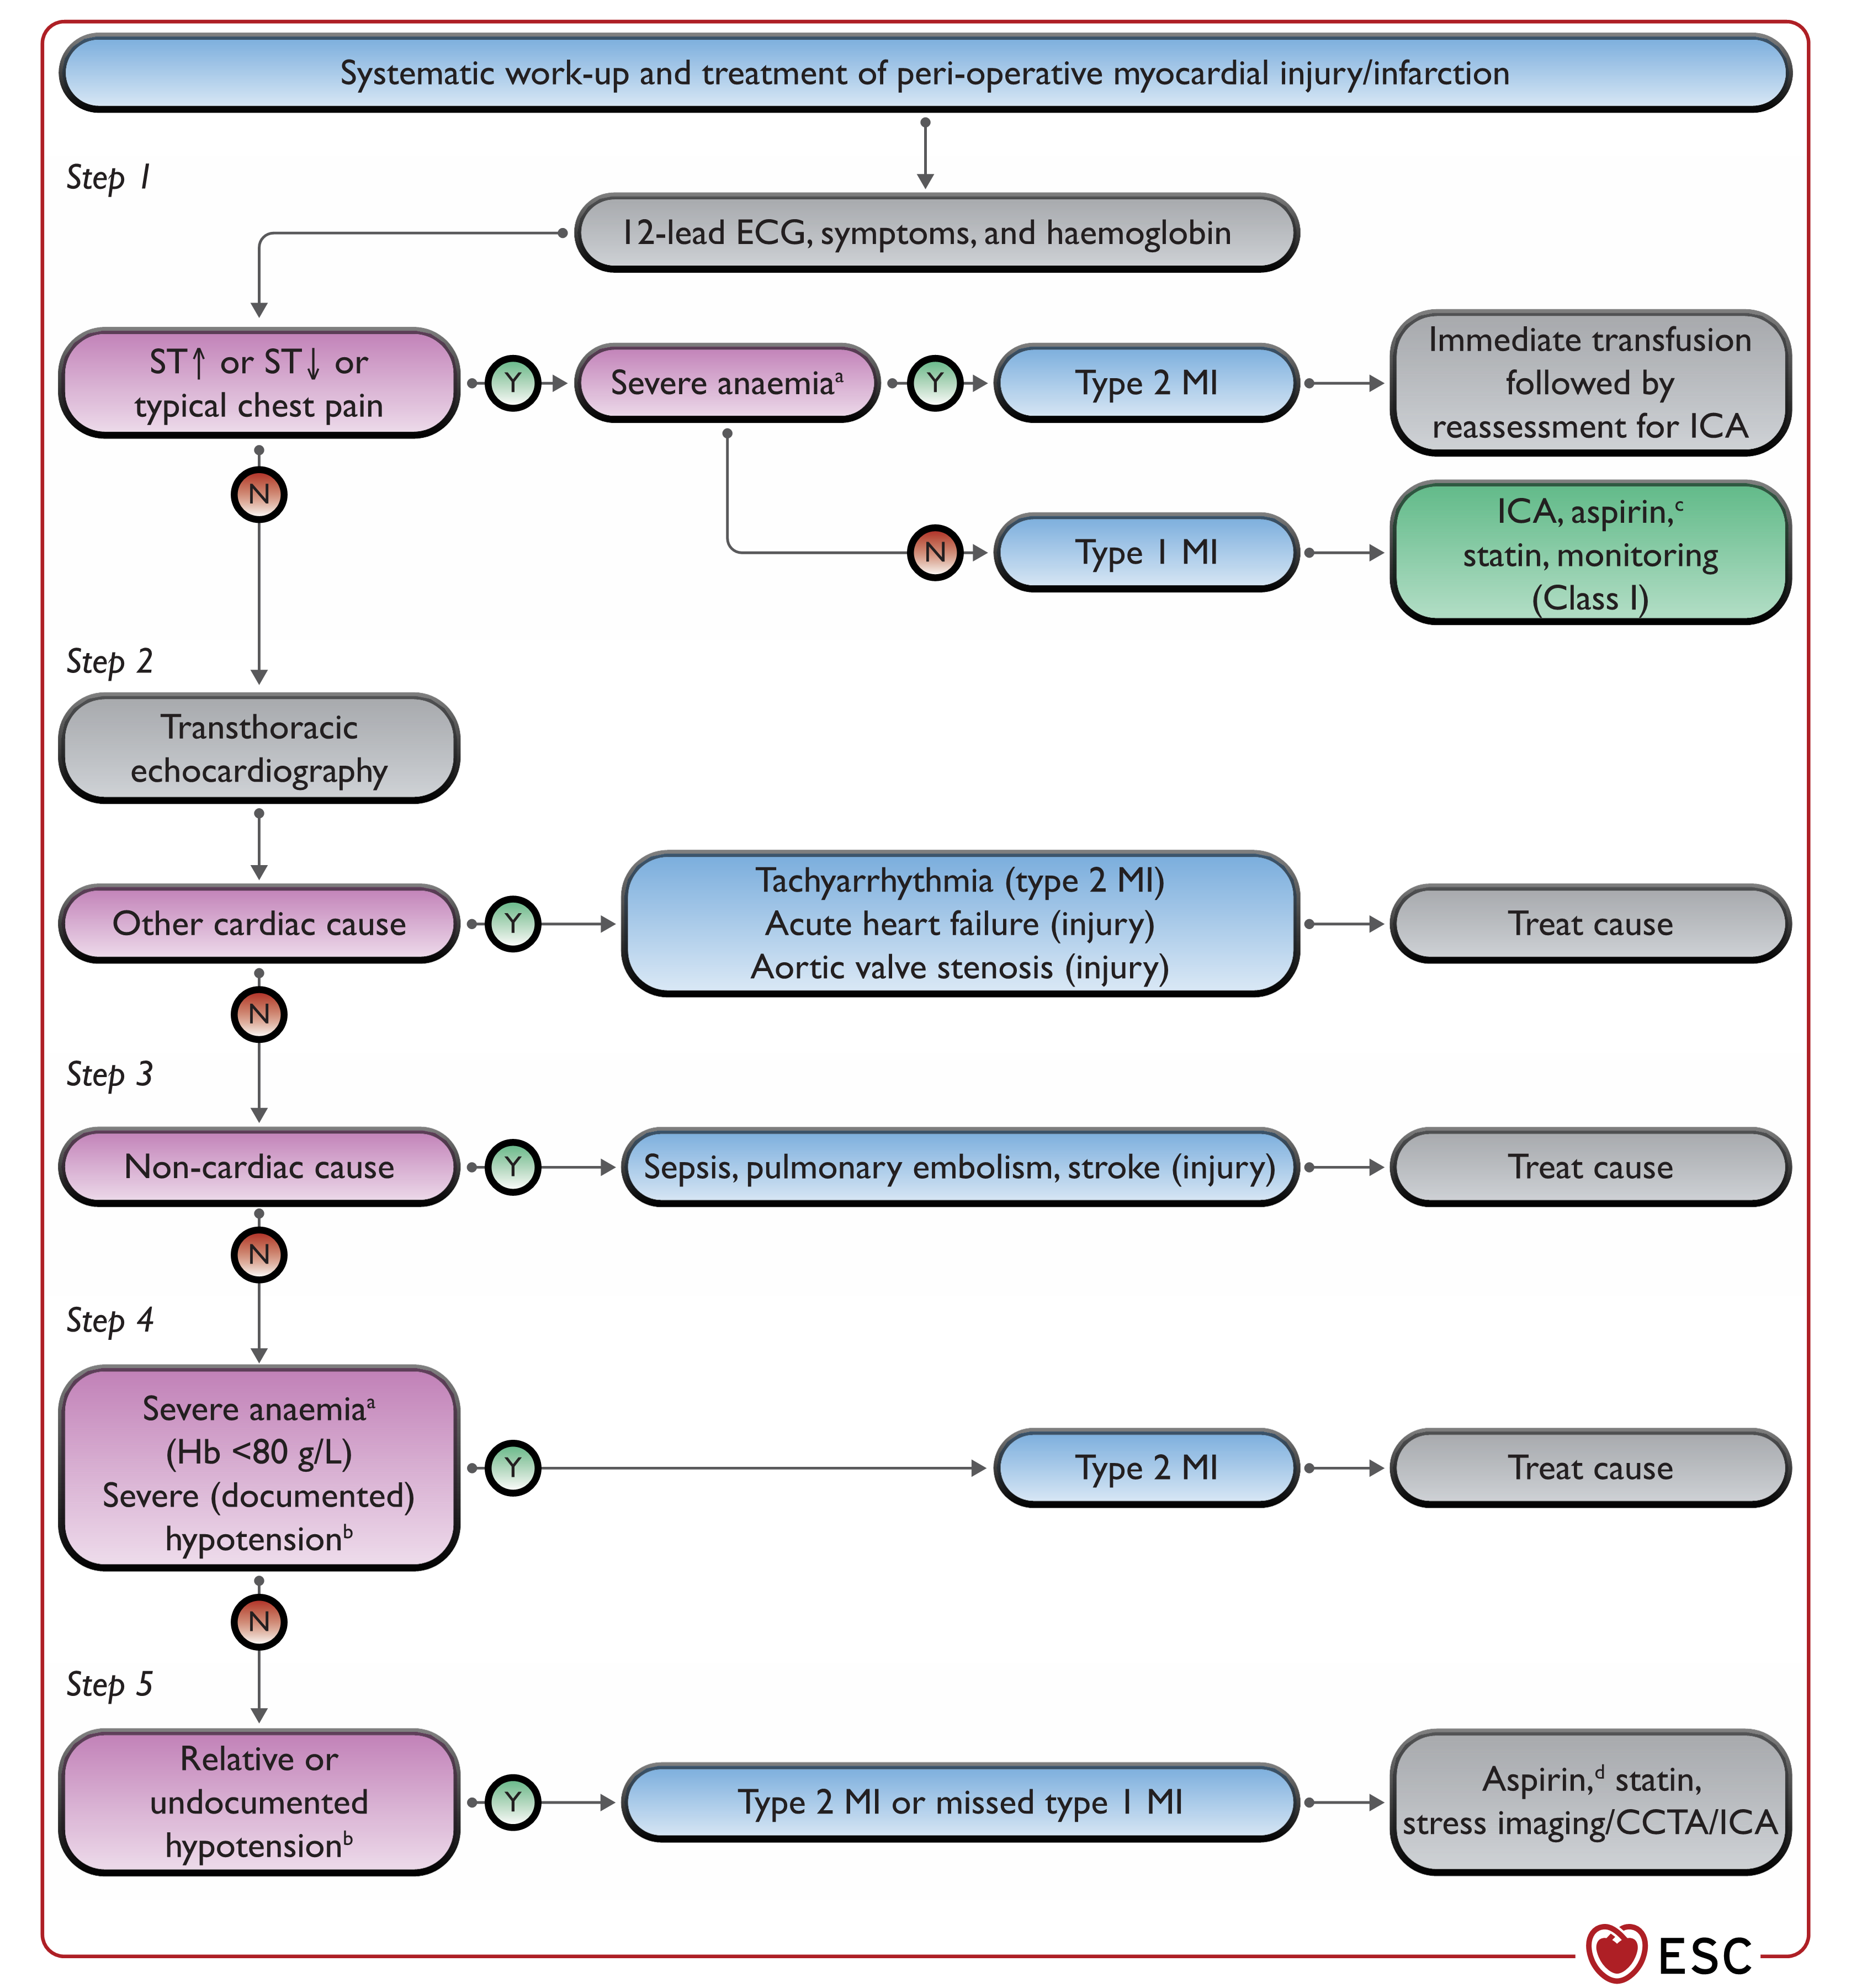 Systematic work-up and treatment of peri-operative myocardial injury/infarction
Step 1
12-lead ECG, symptoms, and haemoglobin
ST↑ or ST↓ or
typical chest pain
Y
Severe anaemiaᵃ
Y
Type 2 MI
Immediate transfusion
followed by
reassessment for ICA
N
N
Type 1 MI
ICA, aspirin,ᶜ
statin, monitoring
(Class I)
Step 2
Transthoracic
echocardiography
Other cardiac cause
Y
Tachyarrhythmia (type 2 MI)
Acute heart failure (injury)
Aortic valve stenosis (injury)
Treat cause
N
Step 3
Non-cardiac cause
Y
Sepsis, pulmonary embolism, stroke (injury)
Treat cause
N
Step 4
Severe anaemiaᵃ
(Hb <80 g/L)
Severe (documented)
hypotensionᵇ
Y
Type 2 MI
Treat cause
N
Step 5
Relative or
undocumented
hypotensionᵇ
Y
Type 2 MI or missed type 1 MI
Aspirin,ᵈ statin,
stress imaging/CCTA/ICA
ESC